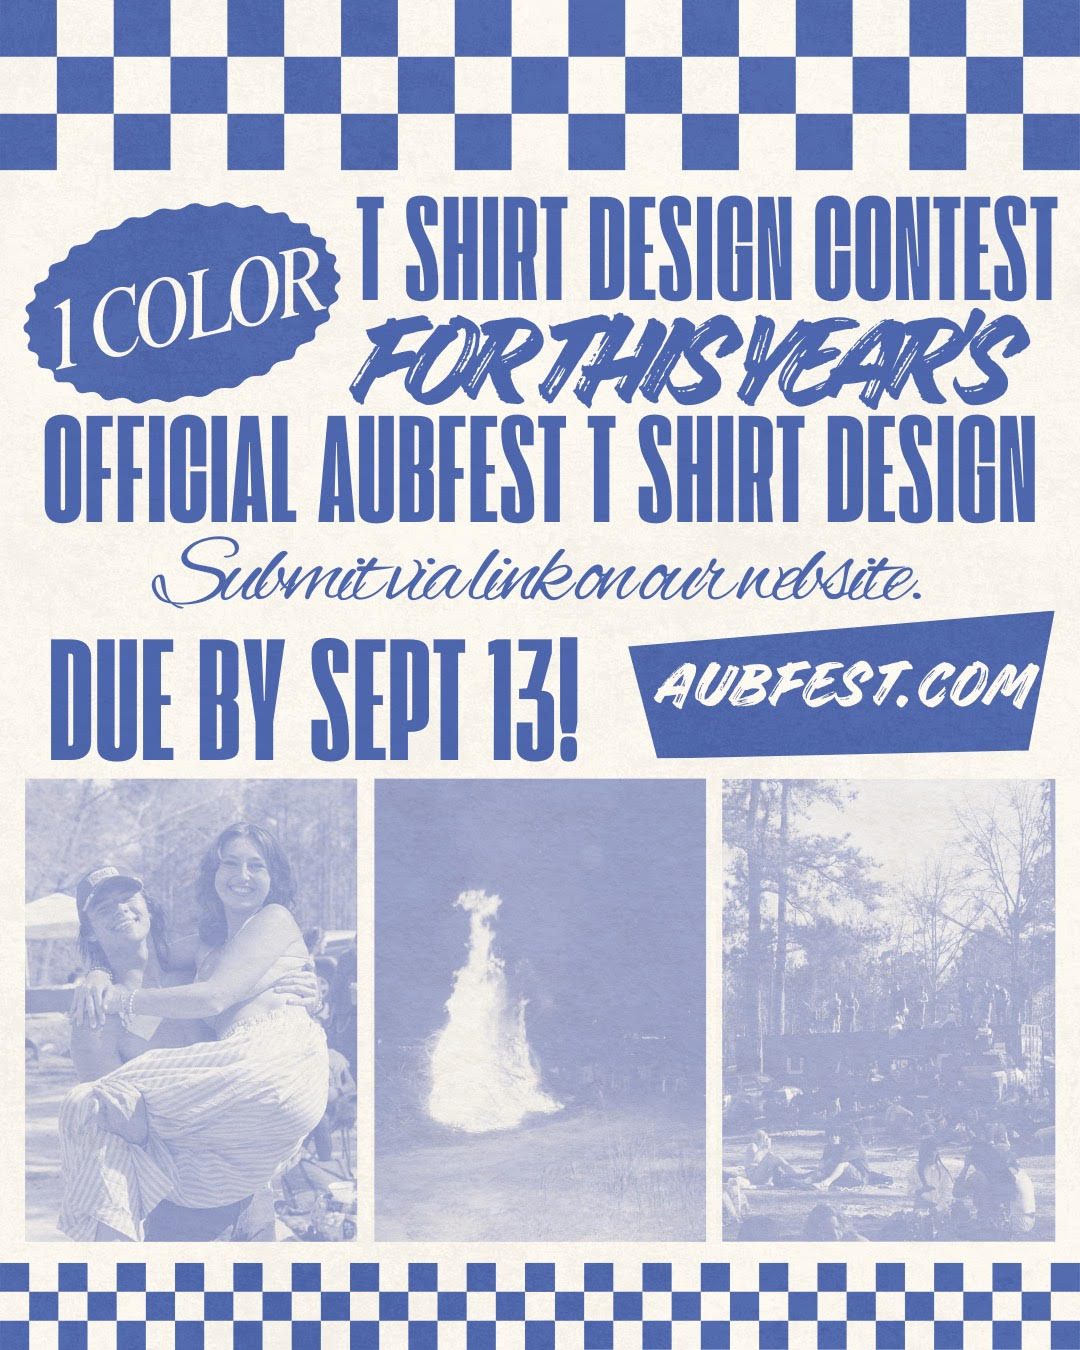 1 COLOR
T SHIRT DESIGN CONTEST
FOR THIS YEAR'S
OFFICIAL AUBFEST T SHIRT DESIGN
Submit via link on our website.
DUE BY SEPT 13!
AUBFEST.COM